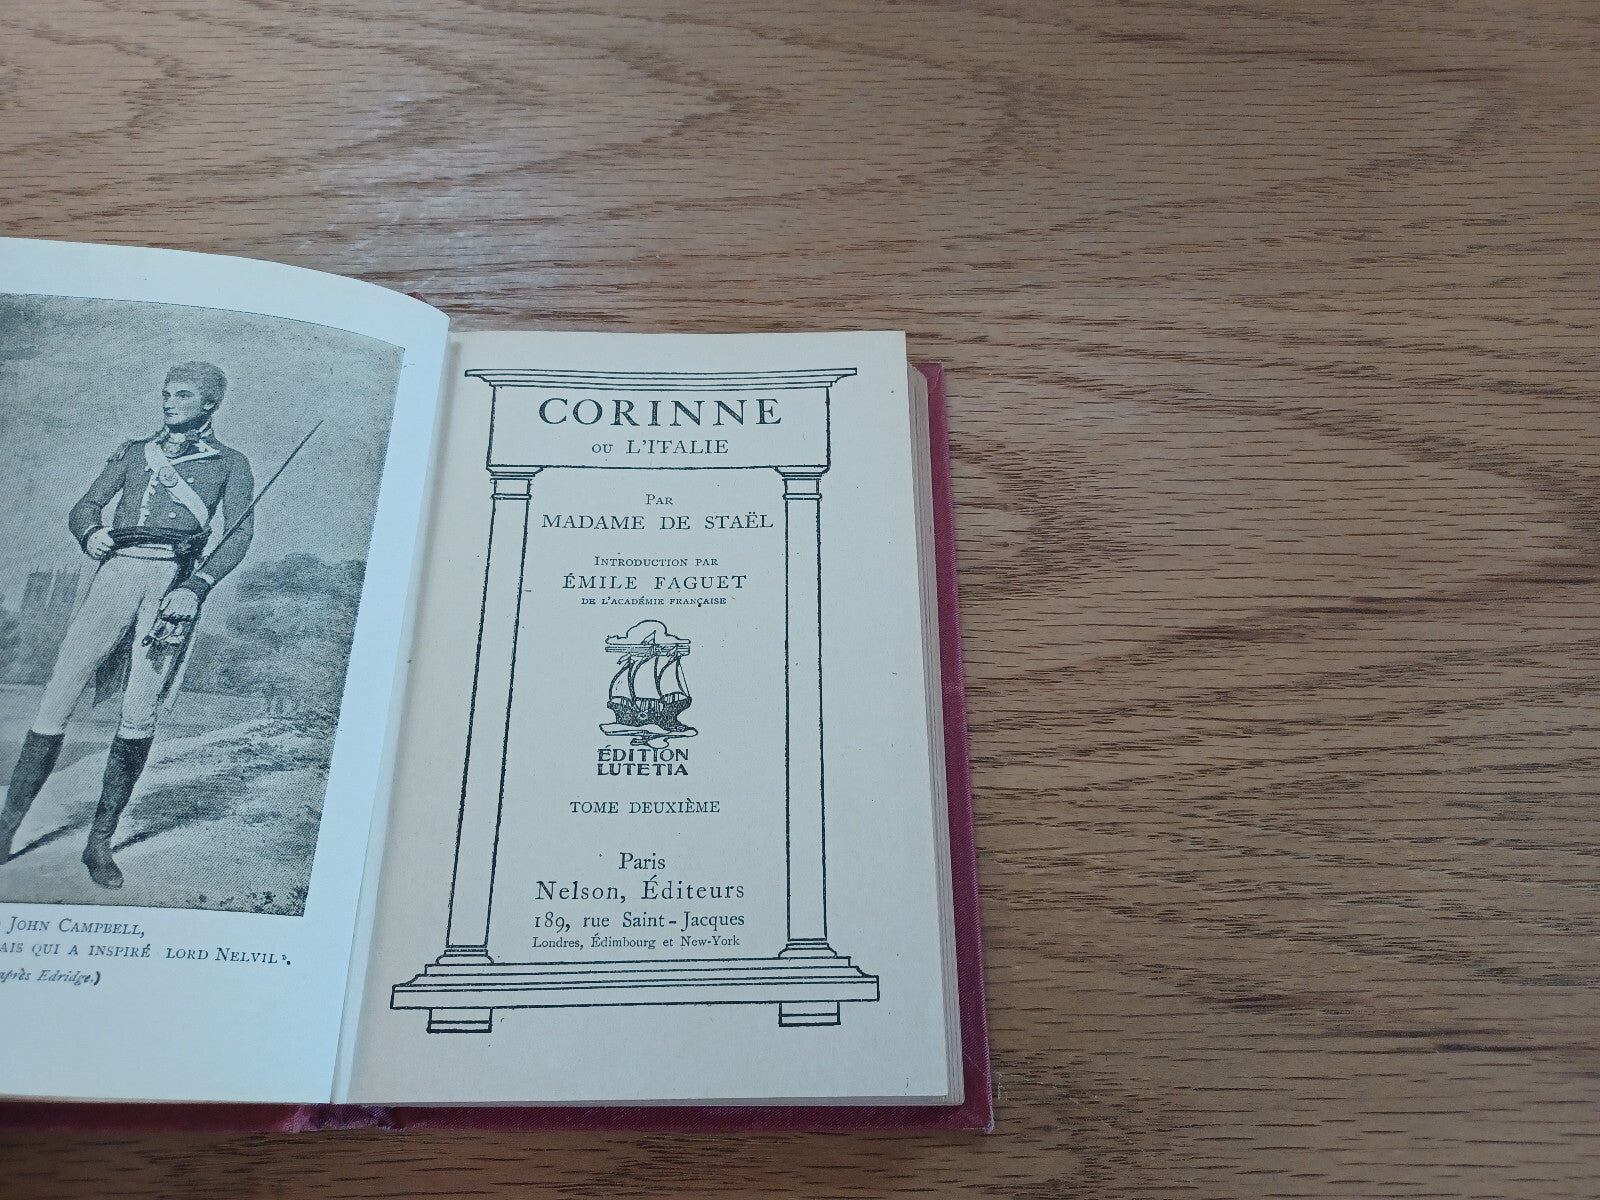 JOHN CAMPBELL,
QUI A INSPIRÉ LORD NELVIL".
Edridge.)
CORINNE
OU L'ITALIE
PAR
MADAME DE STAËL
INTRODUCTION PAR
ÉMILE FAGUET
DE L'ACADÉMIE FRANÇAISE
ÉDITION
LUTETIA
TOME DEUXIÈME
Paris
Nelson, Éditeurs
189, rue Saint-Jacques
Londres, Édimbourg et New-York